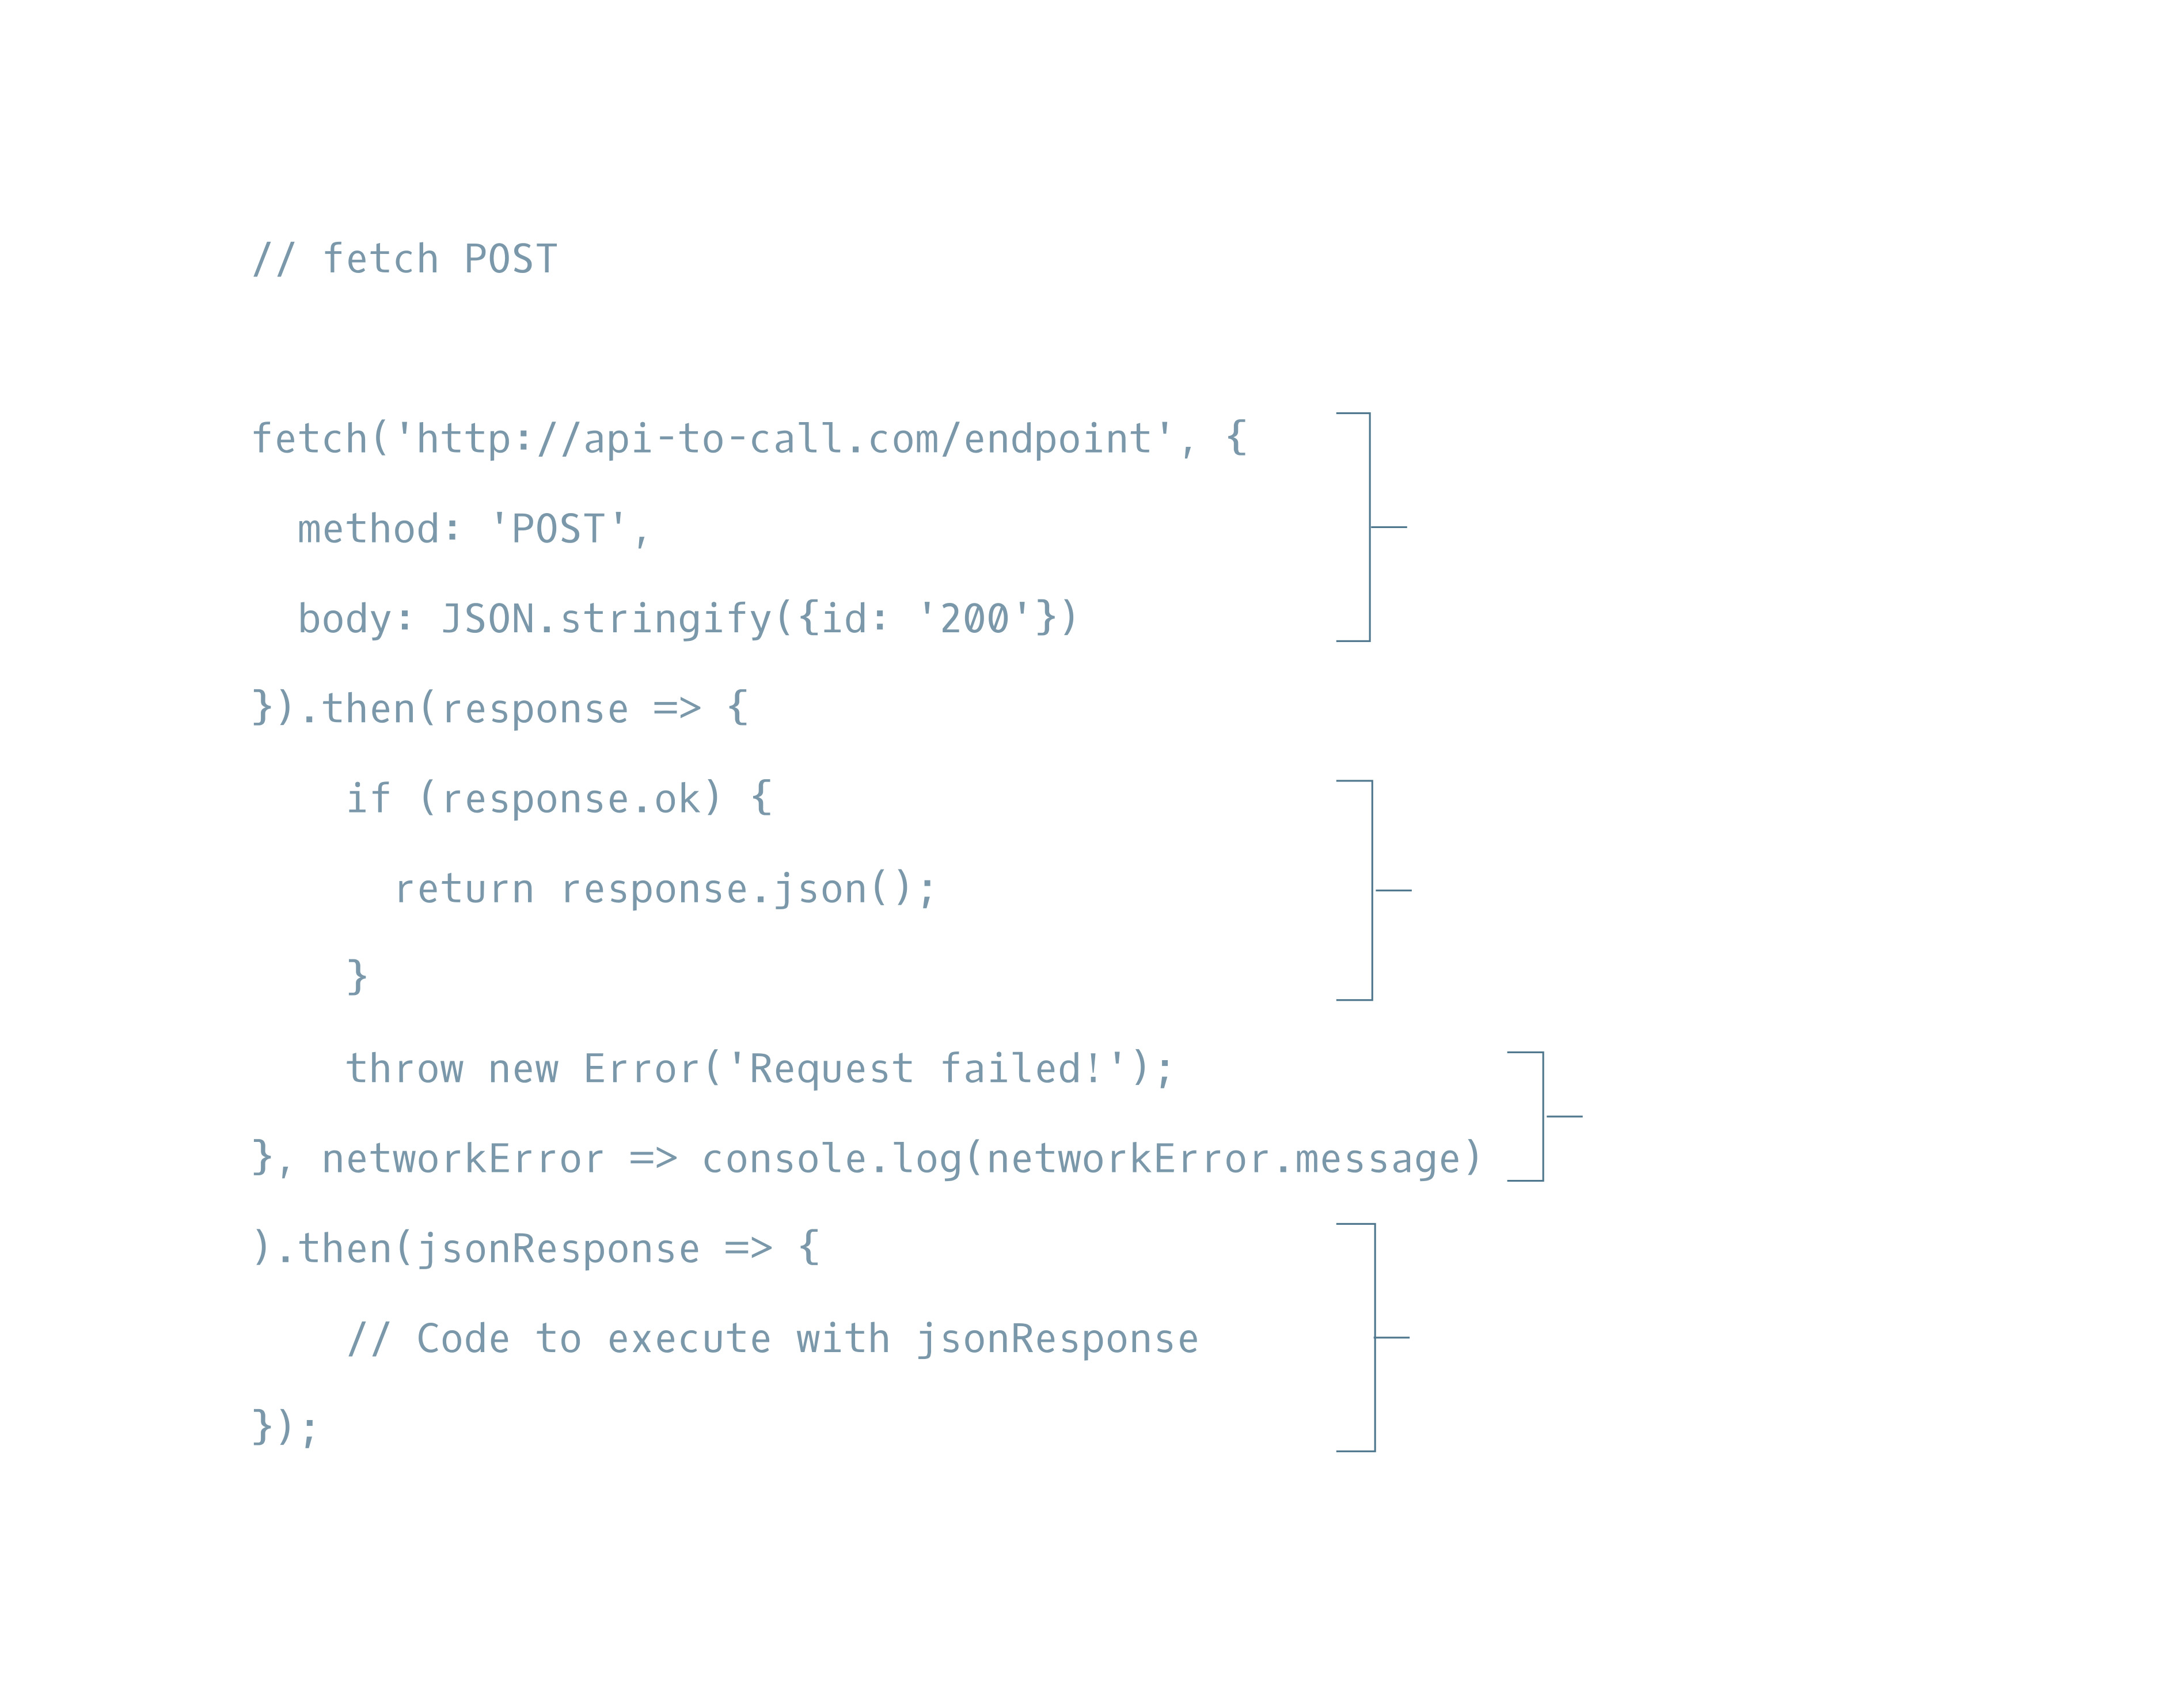 // fetch POST
fetch('http://api-to-call.com/endpoint', {
method: 'POST',
body: JSON.stringify({id: '200'})
}).then(response => {
if (response.ok) {
return response.json();
}
throw new Error('Request failed!');
}, networkError => console.log(networkError.message)
).then(jsonResponse => {
// Code to execute with jsonResponse
});